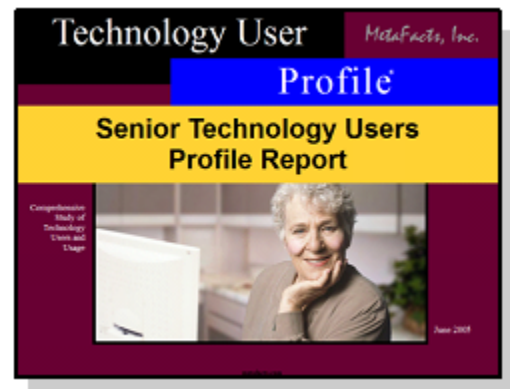 Technology User
MetaFacts, Inc.
Profile
Senior Technology Users
Profile Report
Comprehensive
Study of
Technology
Users and
Usage
June 2005